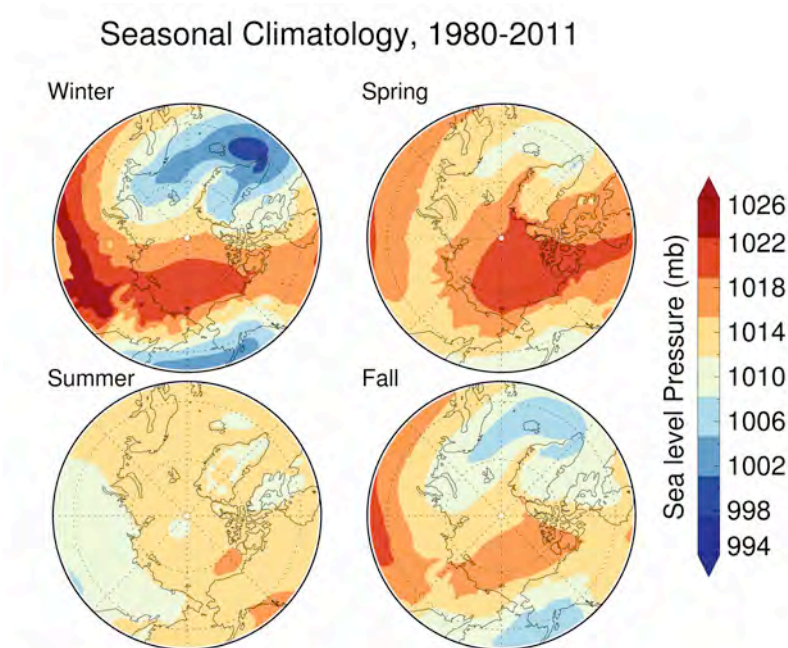 Seasonal Climatology, 1980-2011
Winter
Spring
Summer
Fall
Sea level Pressure (mb)
1026
1022
1018
1014
1010
1006
1002
998
994